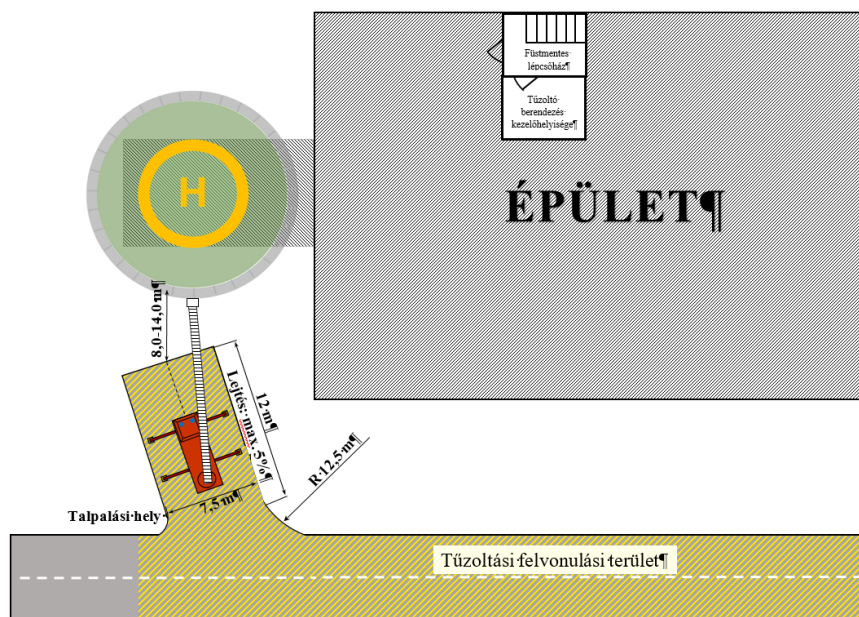 Füstmentes·
lépcsőház¶
Tűzoltó·
berendezés·
kezelőhelyisége¶
H
ÉPÜLET¶
8,0-14,0·m¶
12·m¶
Lejtés:·max.·5%¶
R·12,5·m¶
7,5·m¶
Talpalási·hely·
Tűzoltási·felvonulási·terület¶